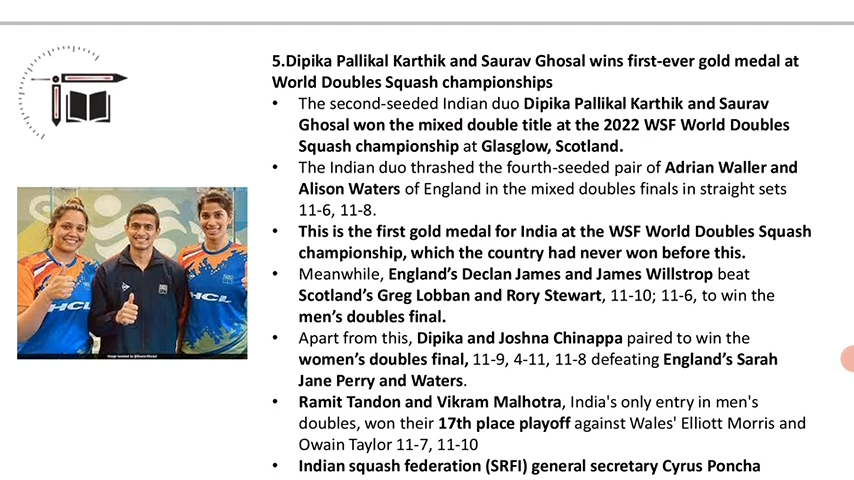 5.Dipika Pallikal Karthik and Saurav Ghosal wins first-ever gold medal at
World Doubles Squash championships
• The second-seeded Indian duo Dipika Pallikal Karthik and Saurav
Ghosal won the mixed double title at the 2022 WSF World Doubles
Squash championship at Glasglow, Scotland.
• The Indian duo thrashed the fourth-seeded pair of Adrian Waller and
Alison Waters of England in the mixed doubles finals in straight sets
11-6, 11-8.
• This is the first gold medal for India at the WSF World Doubles Squash
championship, which the country had never won before this.
• Meanwhile, England's Declan James and James Willstrop beat
Scotland's Greg Lobban and Rory Stewart, 11-10; 11-6, to win the
men's doubles final.
• Apart from this, Dipika and Joshna Chinappa paired to win the
women's doubles final, 11-9, 4-11, 11-8 defeating England's Sarah
Jane Perry and Waters.
• Ramit Tandon and Vikram Malhotra, India's only entry in men's
doubles, won their 17th place playoff against Wales' Elliott Morris and
Owain Taylor 11-7, 11-10
• Indian squash federation (SRFI) general secretary Cyrus Poncha
HCL
HCL